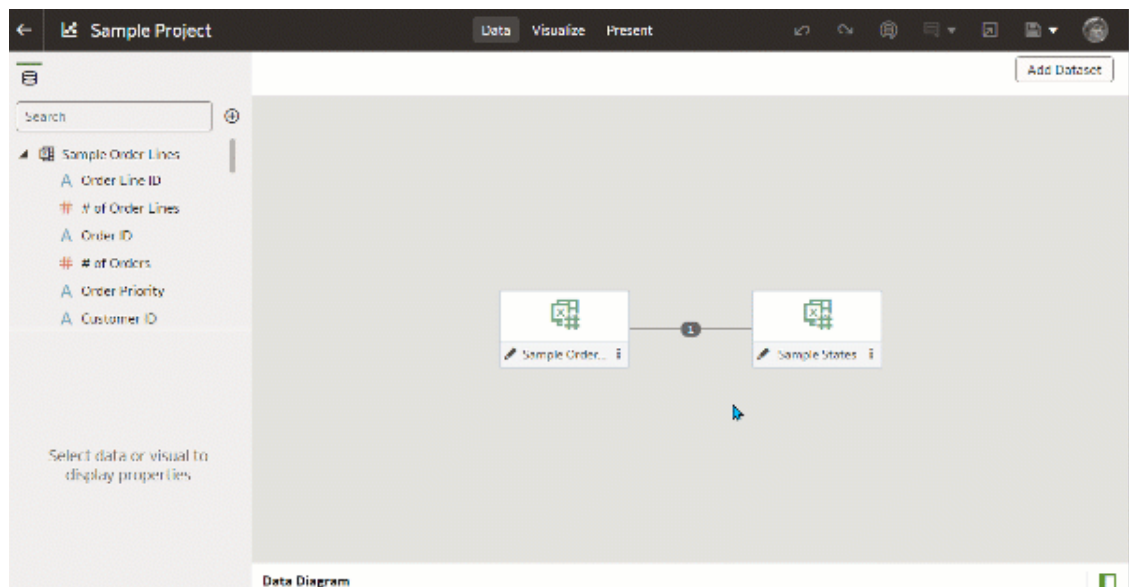 Sample Project
Data Visualize Present
Add Dataset
Search
Sample Order Lines
A Order Line ID
# # of Order Lines
A Order ID
# # of Orders
A Order Priority
A Customer ID
1
Sample Order...
Sample States
Select data or visual to
display properties
Data Diagram